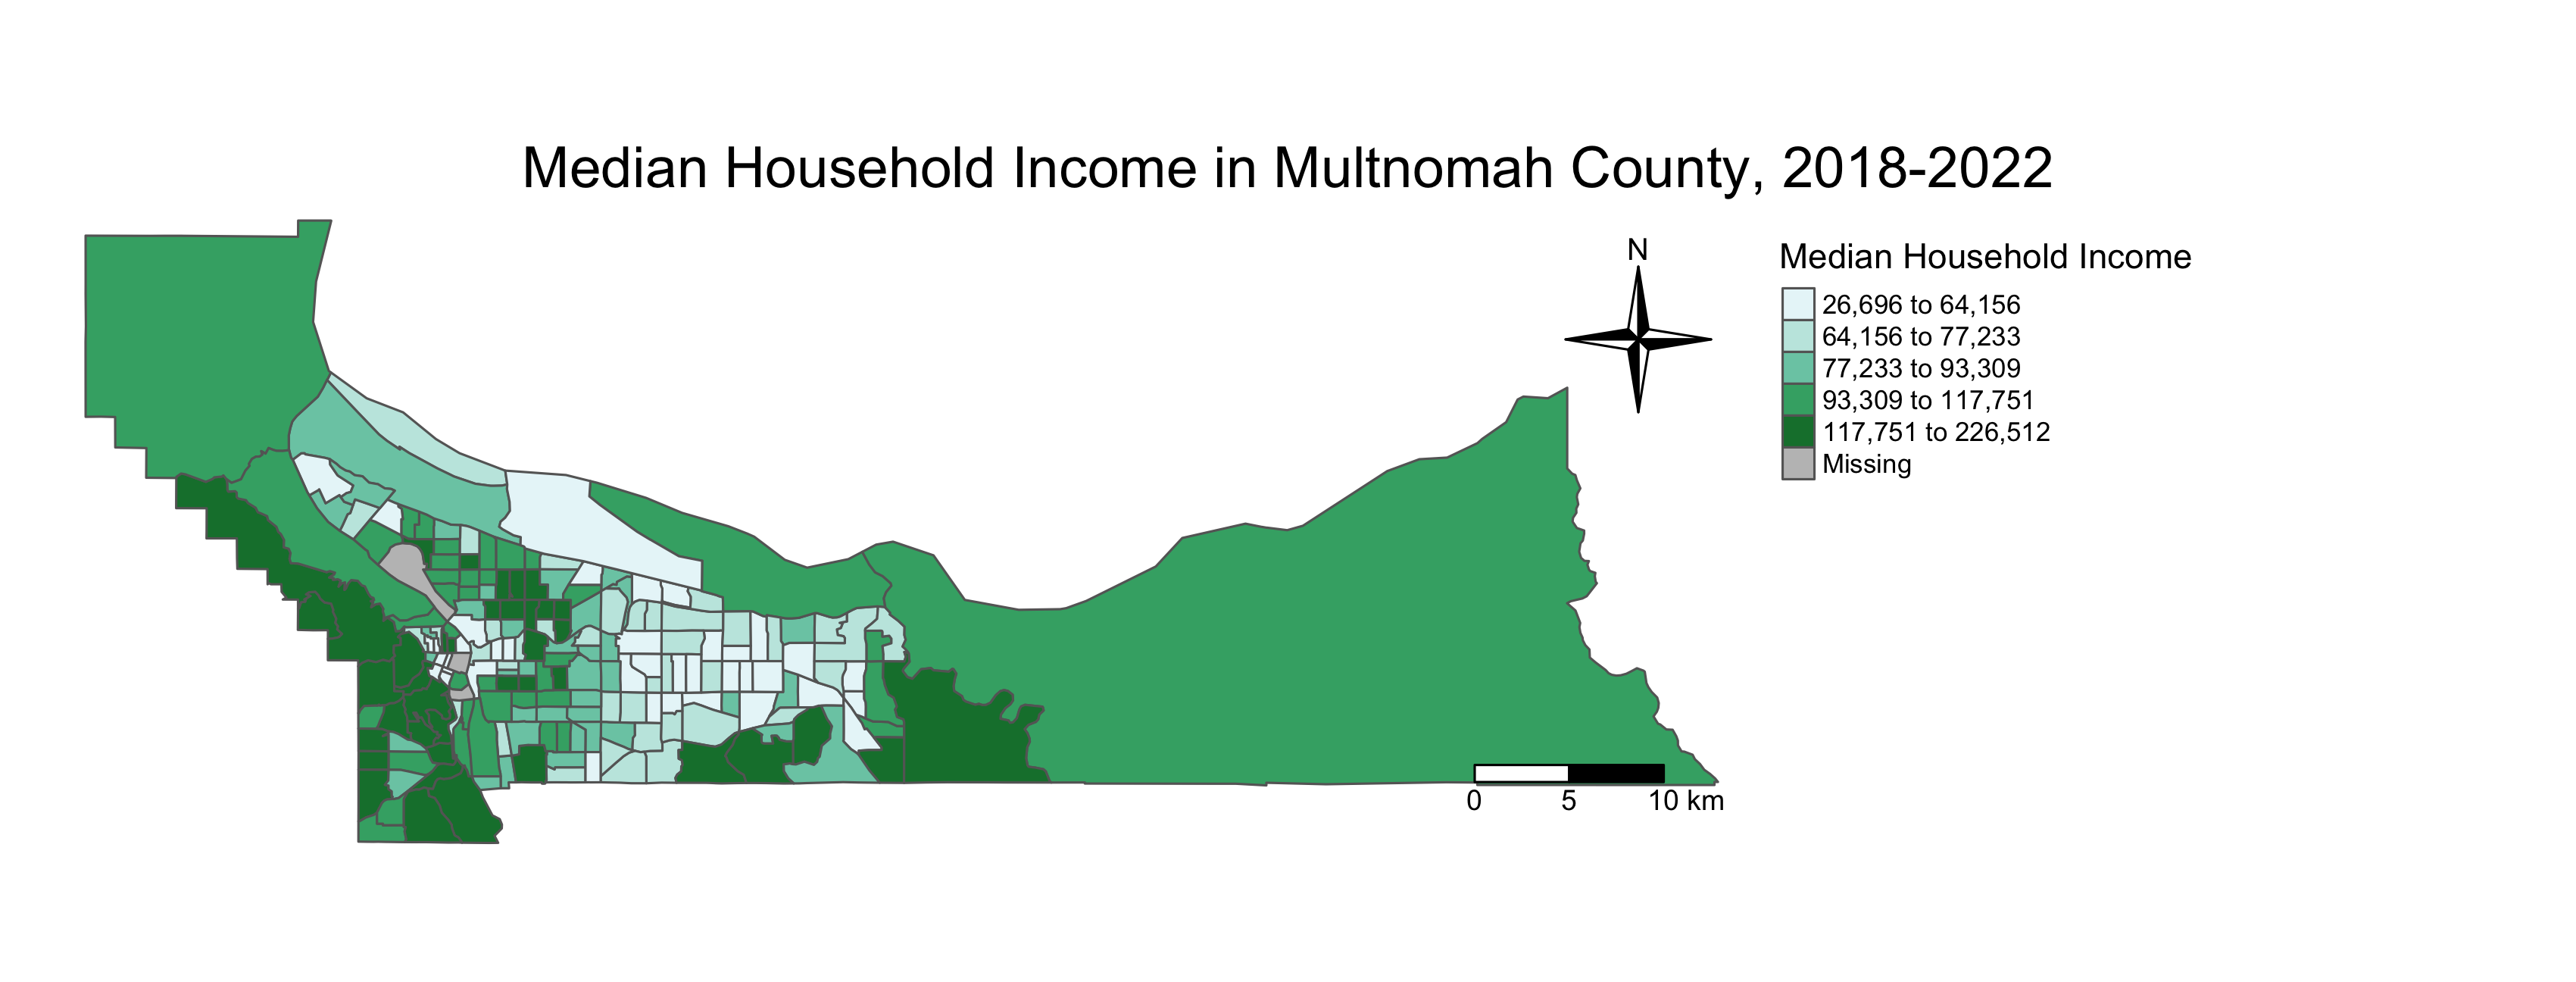 Median Household Income in Multnomah County, 2018-2022
N
Median Household Income
26,696 to 64,156
64,156 to 77,233
77,233 to 93,309
93,309 to 117,751
117,751 to 226,512
Missing
0 5 10 km